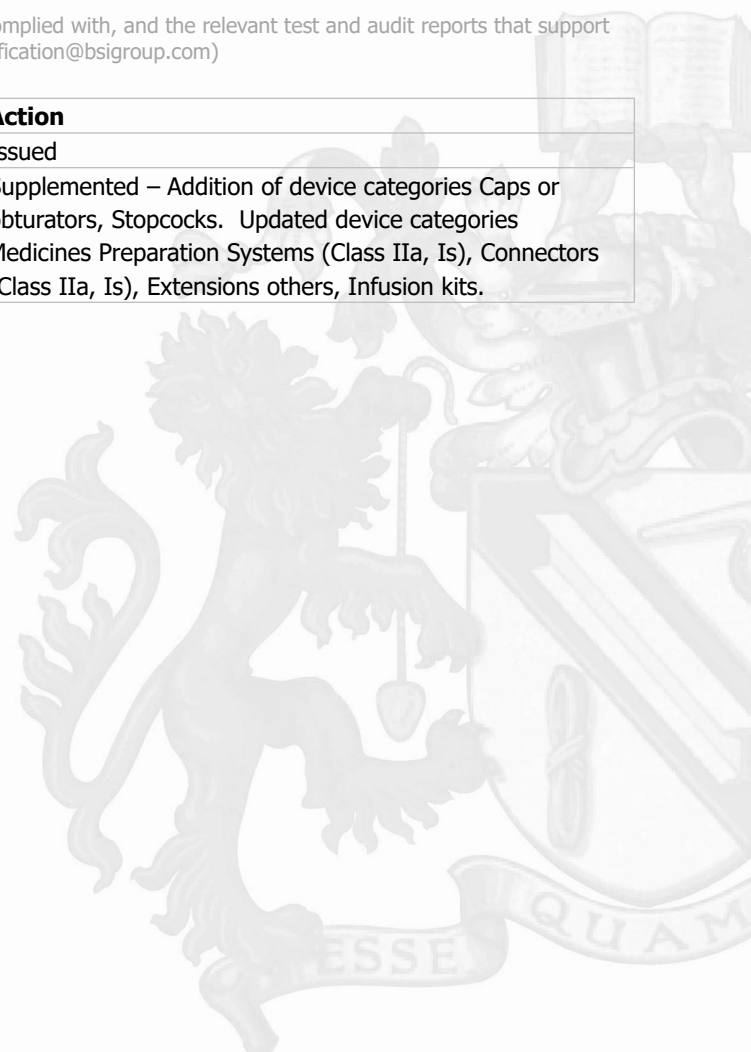 omplied with, and the relevant test and audit reports that support
fication@bsigroup.com)
Action
ssued
Supplemented – Addition of device categories Caps or
obturators, Stopcocks. Updated device categories
Medicines Preparation Systems (Class IIa, Is), Connectors
(Class IIa, Is), Extensions others, Infusion kits.
ESSE
QUAM